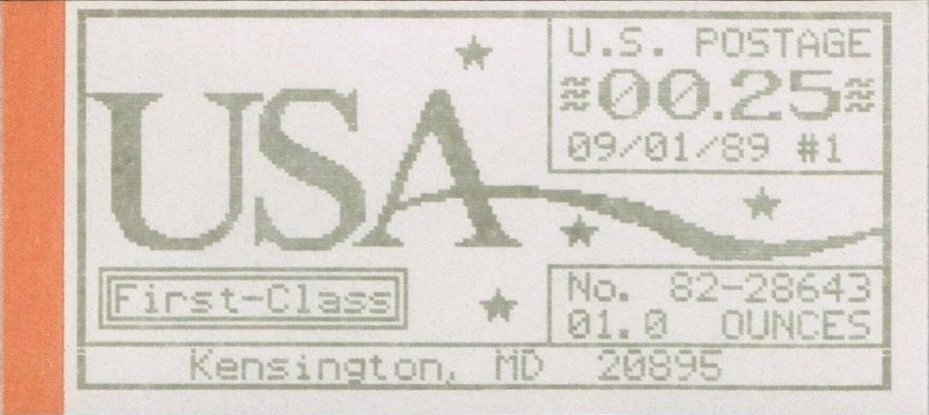 USA
U.S. POSTAGE
00.25
09/01/89 #1
First-Class
No. 82-28643
01.0 OUNCES
Kensington, MD 20895